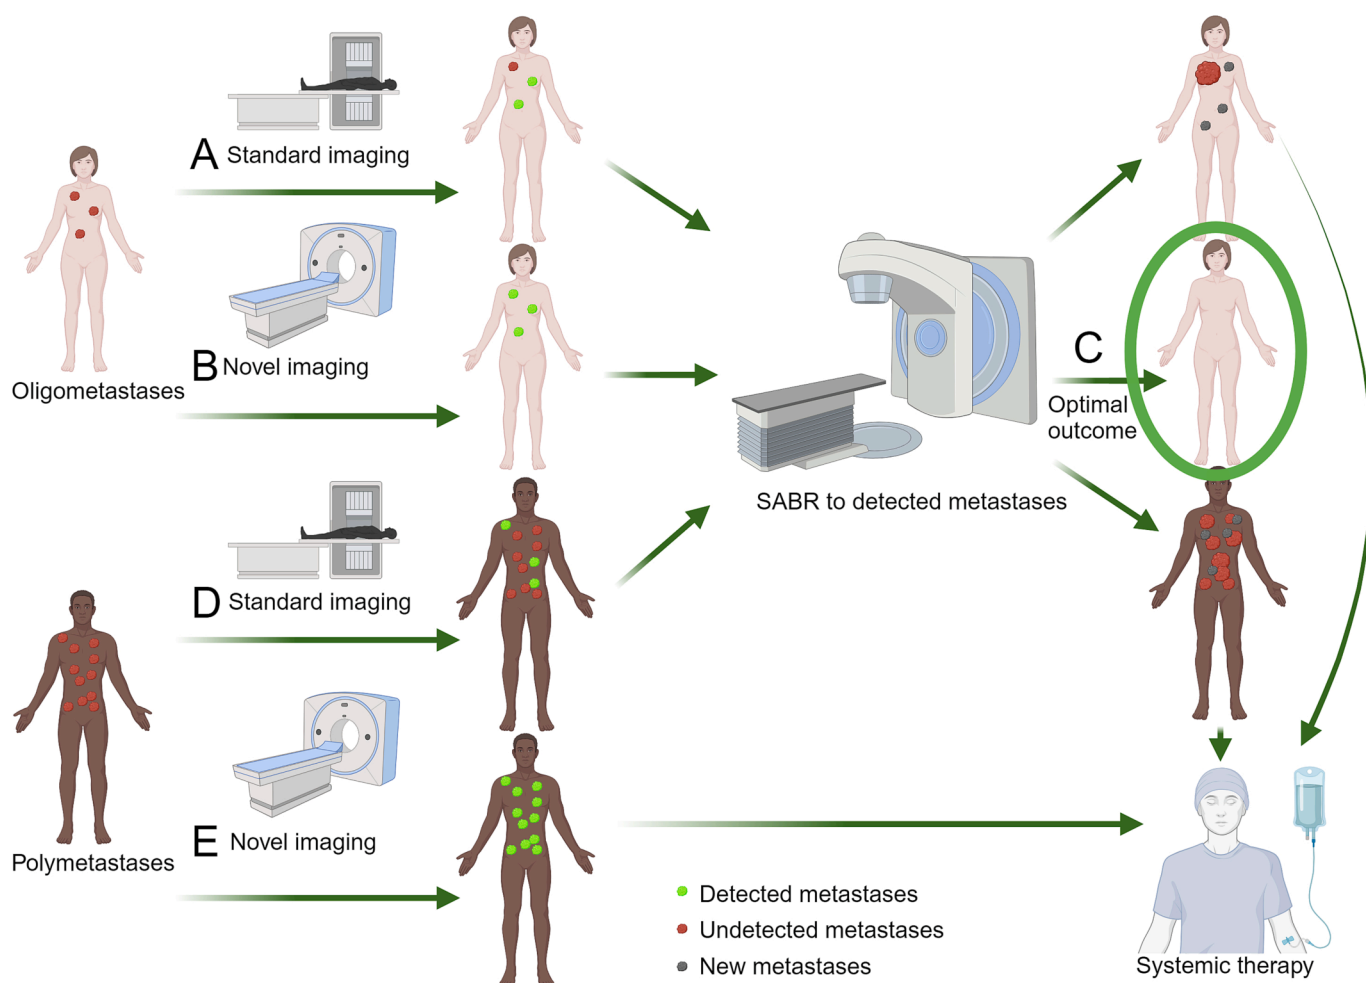 A Standard imaging
Oligometastases
B Novel imaging
C
Optimal
outcome
SABR to detected metastases
D Standard imaging
Polymetastases
E Novel imaging
Detected metastases
Undetected metastases
New metastases
Systemic therapy